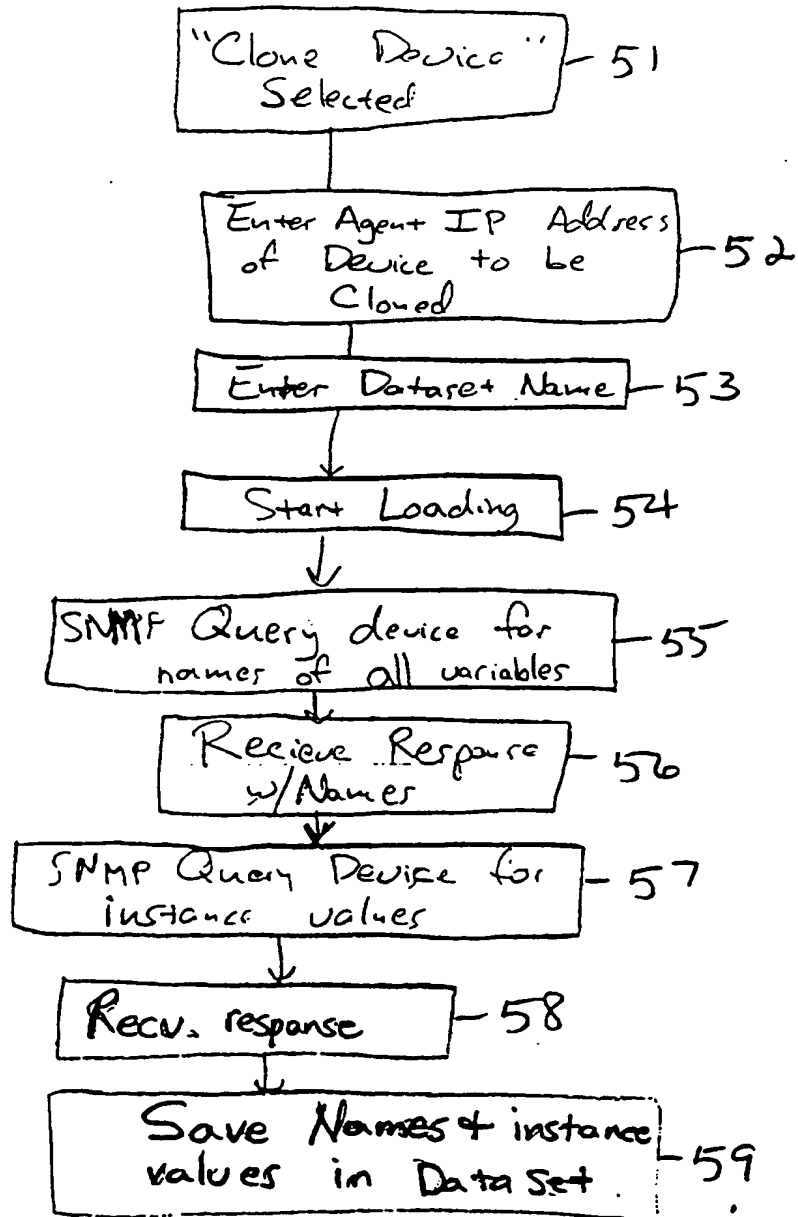 "Clone Device" 51
Selected
Enter Agent IP Address
of Device to be 52
Cloned
Enter Dataset Name 53
Start Loading 54
SNMP Query device for 55
names of all variables
Recieve Response 56
w/Names
SNMP Query Device for 57
instance values
Recv. response 58
Save Names + instance
values in Data Set 59